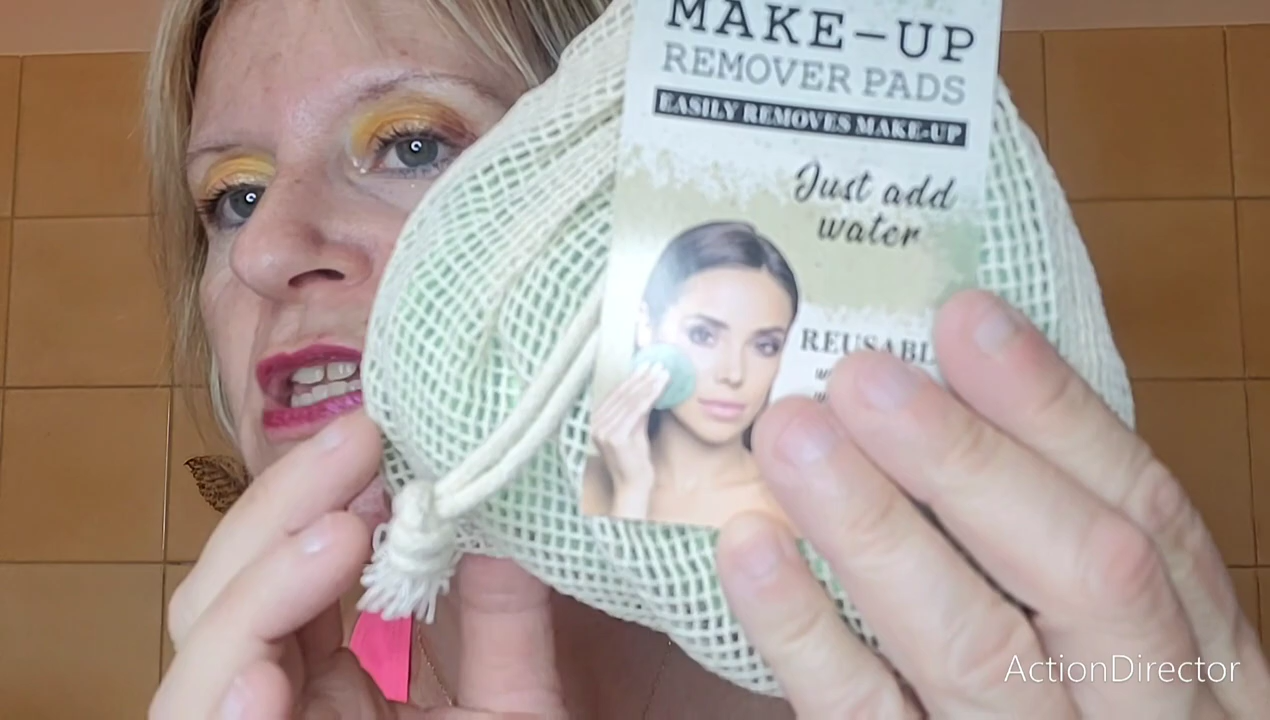 MAKE-UP
REMOVER PADS
EASILY REMOVES MAKE-UP
Just add
water
ActionDirector